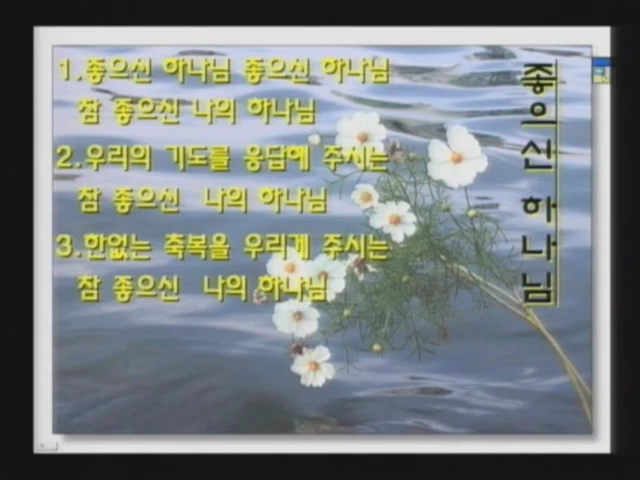 1.좋으신 하나님 좋으신 하나님
참 좋으신 나의 하나님
2.우리의 기도를 응답해 주시는
참 좋으신 나의 하나님
3.한없는 축복을 우리게 주시는
참 좋으신 나의 하나님
좋으신 하나님